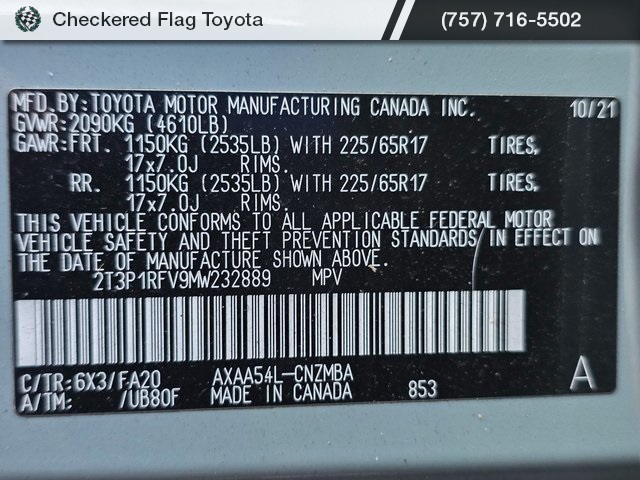 Checkered Flag Toyota (757) 716-5502
MFD.BY:TOYOTA MOTOR MANUFACTURING CANADA INC. 10/21
GVWR:2090KG (4610LB)
GAWR:FRT. 1150KG (2535LB) WITH 225/65R17 TIRES,
17x7.0J RIMS.
RR. 1150KG (2535LB) WITH 225/65R17 TIRES,
17x7.0J RIMS.
THIS VEHICLE CONFORMS TO ALL APPLICABLE FEDERAL MOTOR
VEHICLE SAFETY AND THEFT PREVENTION STANDARDS IN EFFECT ON
THE DATE OF MANUFACTURE SHOWN ABOVE.
2T3P1RFV9MW232889 MPV
C/TR:6X3/FA20 AXAA54L-CNZMBA A
A/TM: /UB80F MADE IN CANADA 853